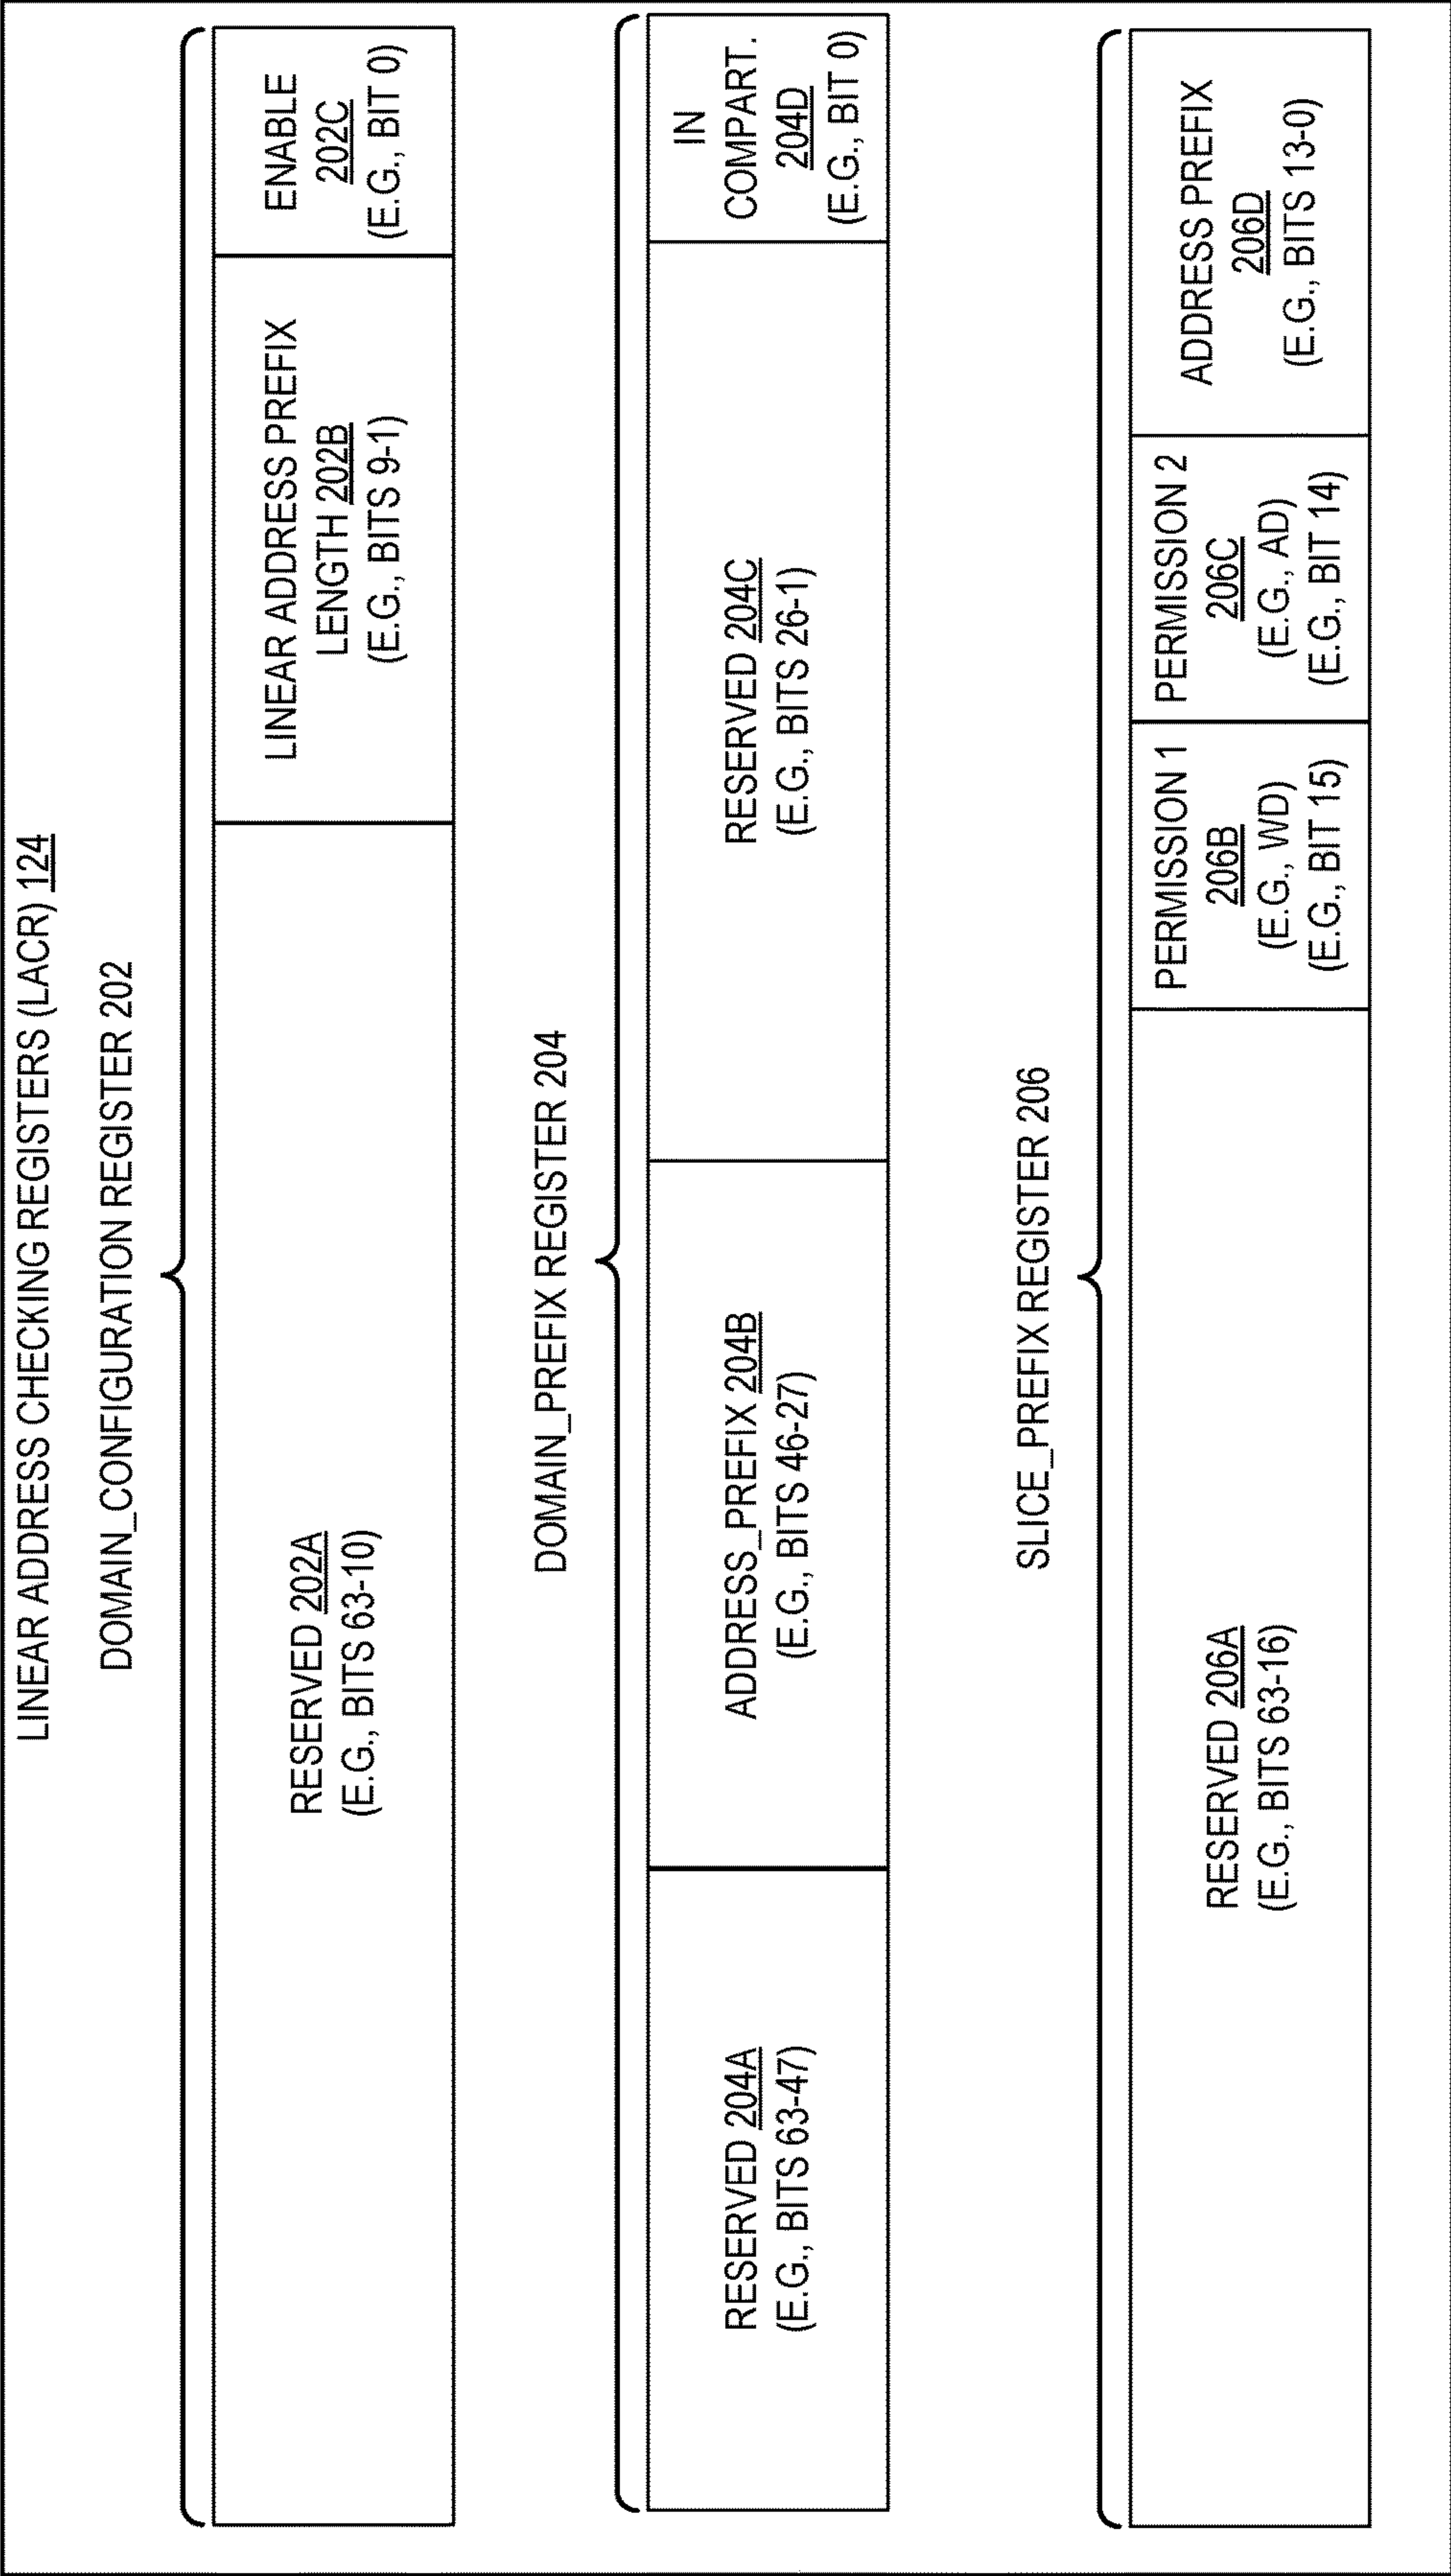 LINEAR ADDRESS CHECKING REGISTERS (LACR) 124
DOMAIN_CONFIGURATION REGISTER 202
RESERVED 202A
(E.G., BITS 63-10)
LINEAR ADDRESS PREFIX
LENGTH 202B
(E.G., BITS 9-1)
ENABLE
202C
(E.G., BIT 0)
DOMAIN_PREFIX REGISTER 204
RESERVED 204A
(E.G., BITS 63-47)
ADDRESS_PREFIX 204B
(E.G., BITS 46-27)
RESERVED 204C
(E.G., BITS 26-1)
IN
COMPART.
204D
(E.G., BIT 0)
SLICE_PREFIX REGISTER 206
RESERVED 206A
(E.G., BITS 63-16)
PERMISSION 1
206B
(E.G., WD)
(E.G., BIT 15)
PERMISSION 2
206C
(E.G., AD)
(E.G., BIT 14)
ADDRESS PREFIX
206D
(E.G., BITS 13-0)